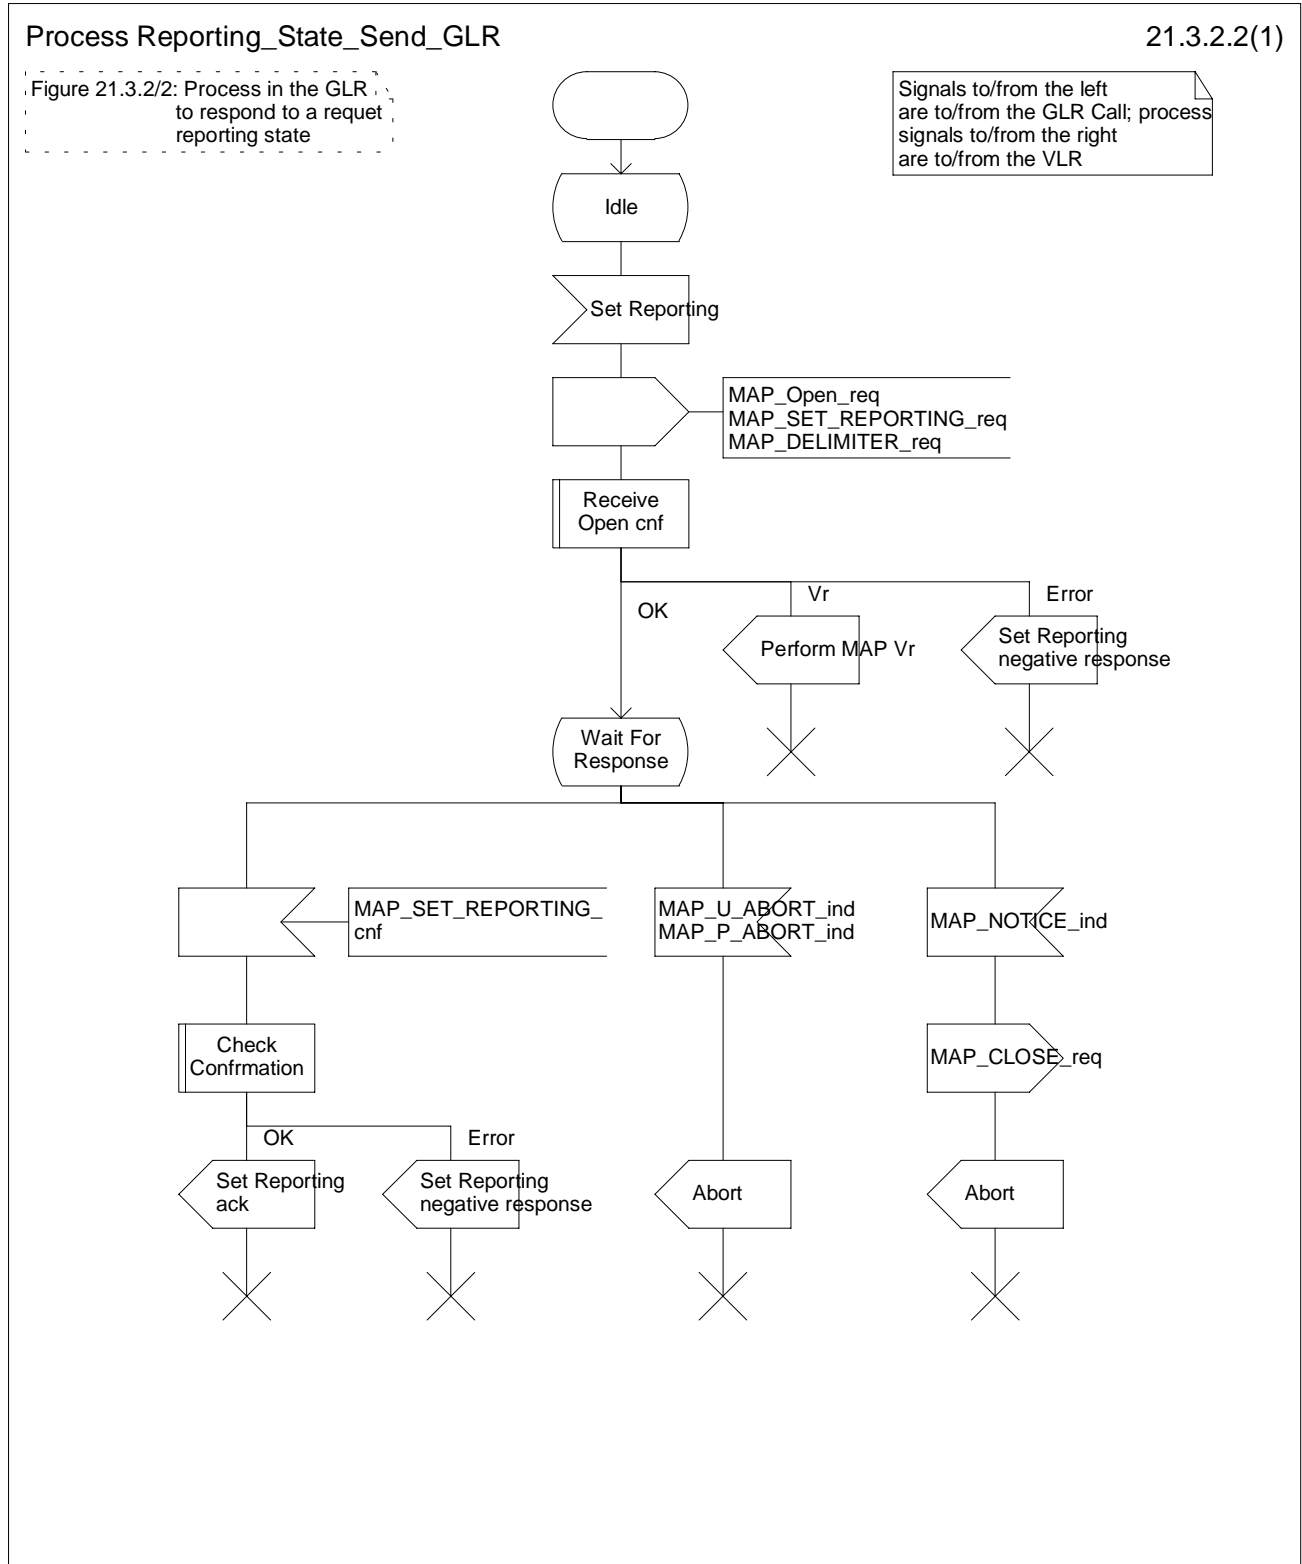 Process Reporting_State_Send_GLR
21.3.2.2(1)
Figure 21.3.2/2: Process in the GLR
to respond to a requet
reporting state
Signals to/from the left
are to/from the GLR Call; process
signals to/from the right
are to/from the VLR
Idle
Set Reporting
MAP_Open_req
MAP_SET_REPORTING_req
MAP_DELIMITER_req
Receive
Open cnf
OK
Vr
Error
Perform MAP Vr
Set Reporting
negative response
Wait For
Response
MAP_SET_REPORTING_
cnf
MAP_U_ABORT_ind
MAP_P_ABORT_ind
MAP_NOTICE_ind
Check
Confrmation
MAP_CLOSE_req
OK
Error
Set Reporting
ack
Set Reporting
negative response
Abort
Abort